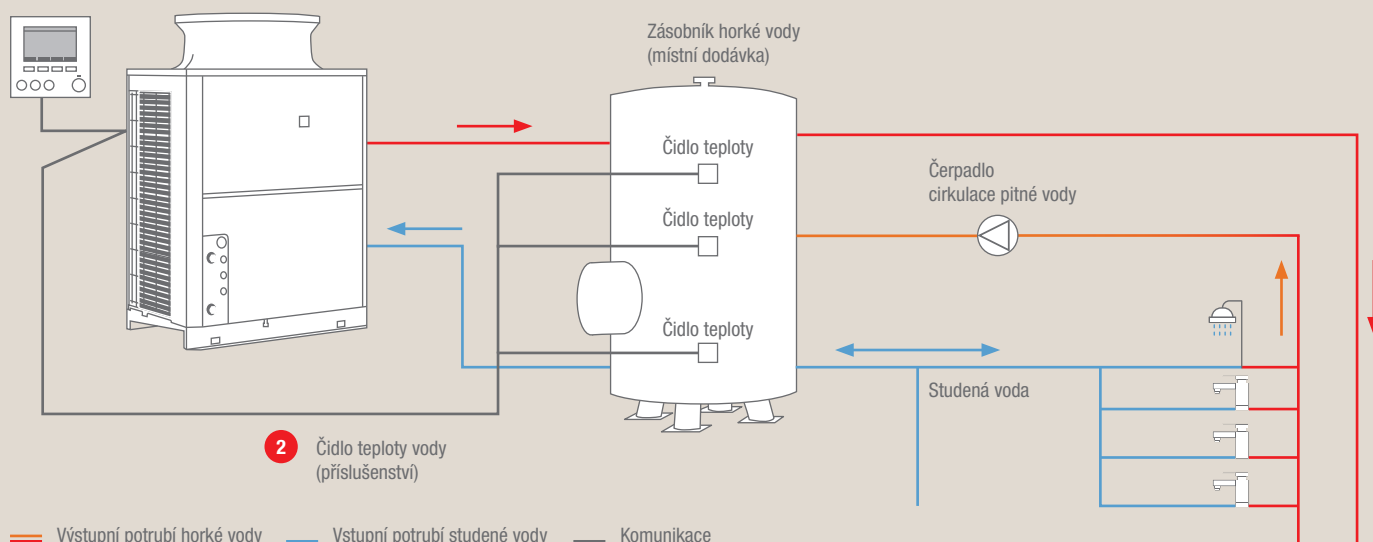 Zásobník horké vody
(místní dodávka)
Čidlo teploty
Čerpadlo
cirkulace pitné vody
Čidlo teploty
Čidlo teploty
Studená voda
2 Čidlo teploty vody
(příslušenství)
Výstupní potrubí horké vody
Vstupní potrubí studené vody
Komunikace